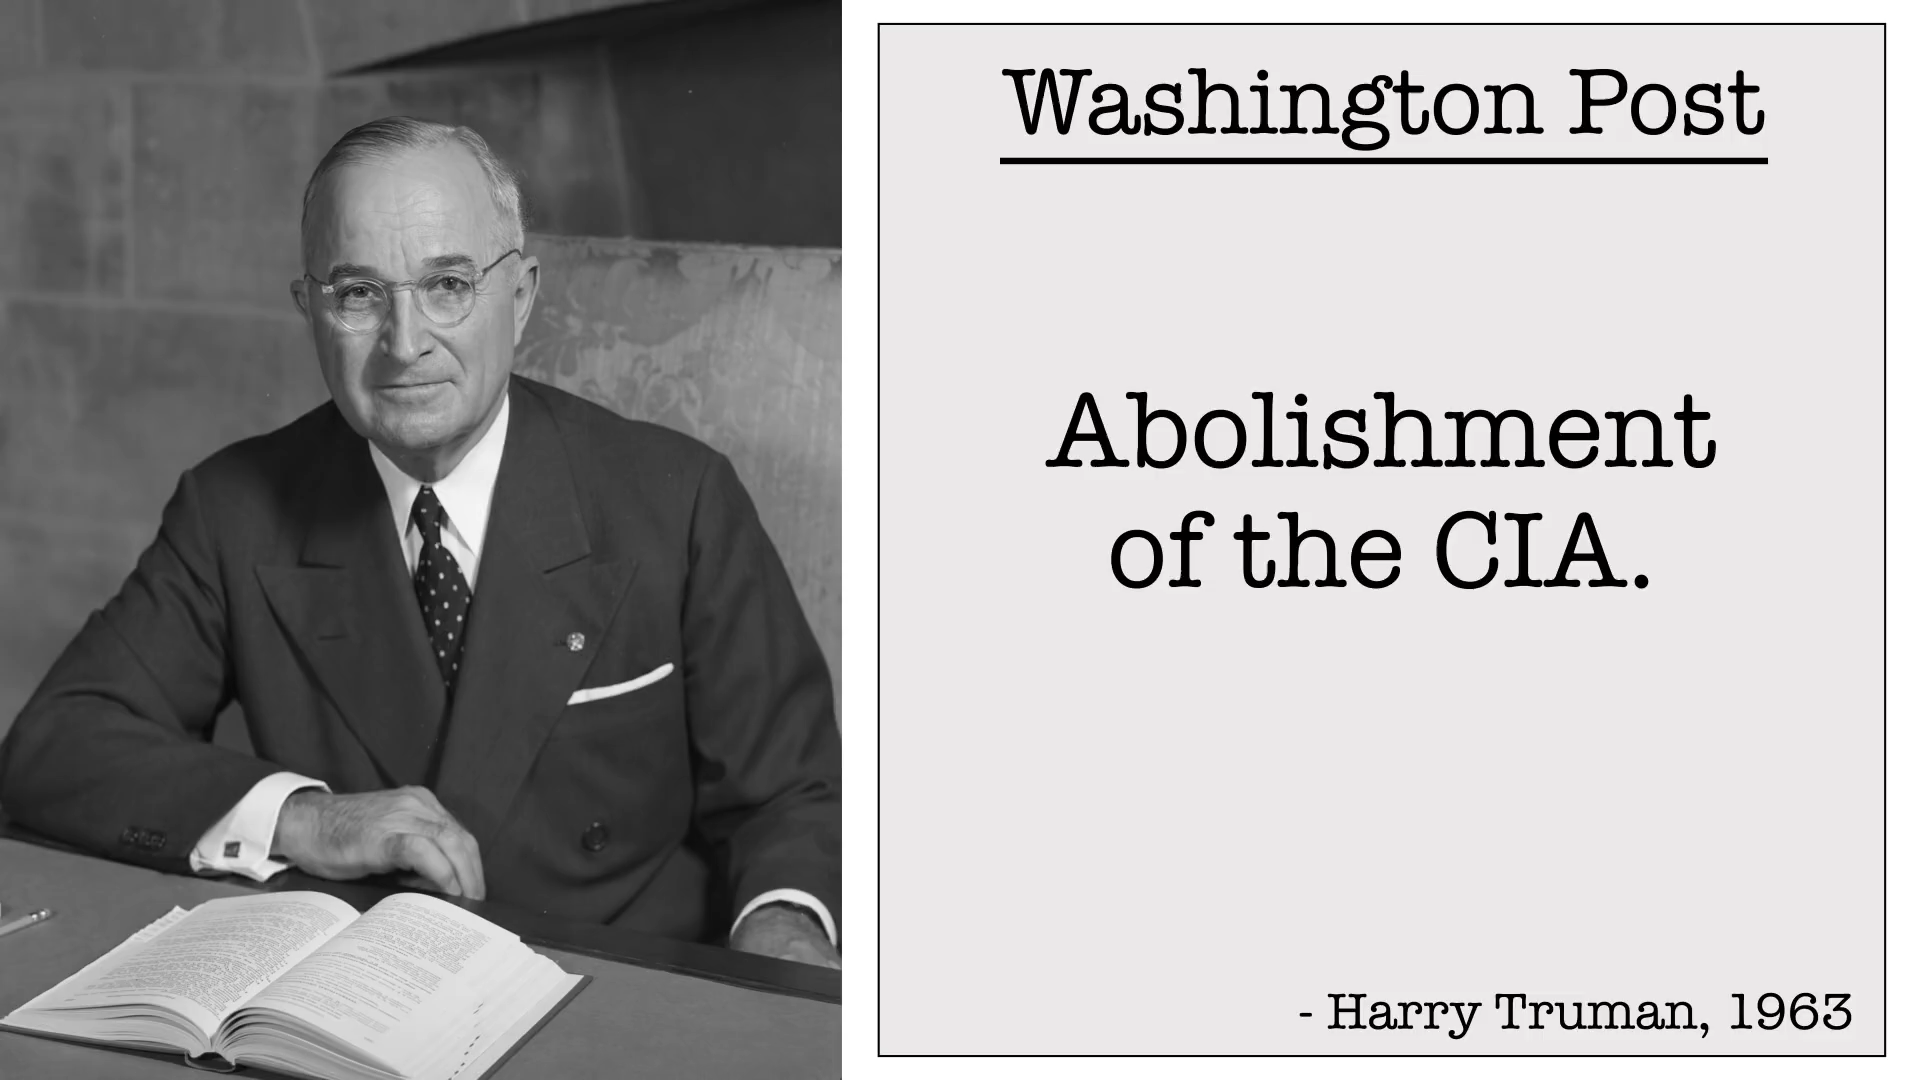 Washington Post
Abolishment
of the CIA.
- Harry Truman, 1963